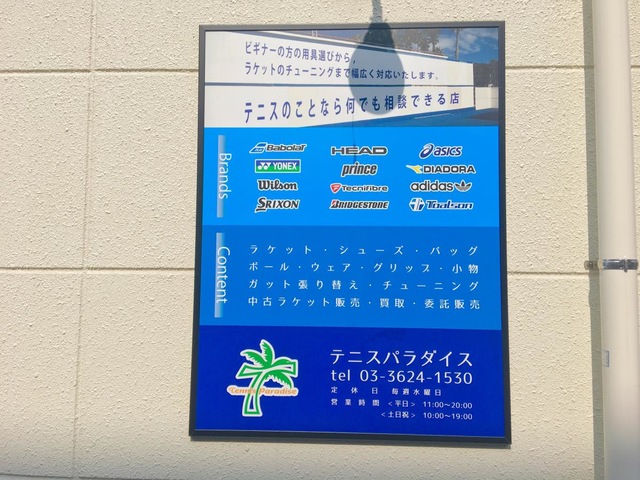 ビギナーの方の用具選びから、
ラケットのチューニングまで幅広く対応いたします。
テニスのことなら何でも相談できる店
Brands
Babolat HEAD asics
YONEX prince DIADORA
Wilson Tecnifibre adidas
SRIXON BRIDGESTONE Toalson
Content
ラケット・シューズ・バッグ
ボール・ウェア・グリップ・小物
ガット張り替え・チューニング
中古ラケット販売・買取・委託販売
Tennis Paradise
テニスパラダイス
tel 03-3624-1530
定休日 毎週水曜日
営業時間 <平日> 11:00～20:00
<土日祝> 10:00～19:00